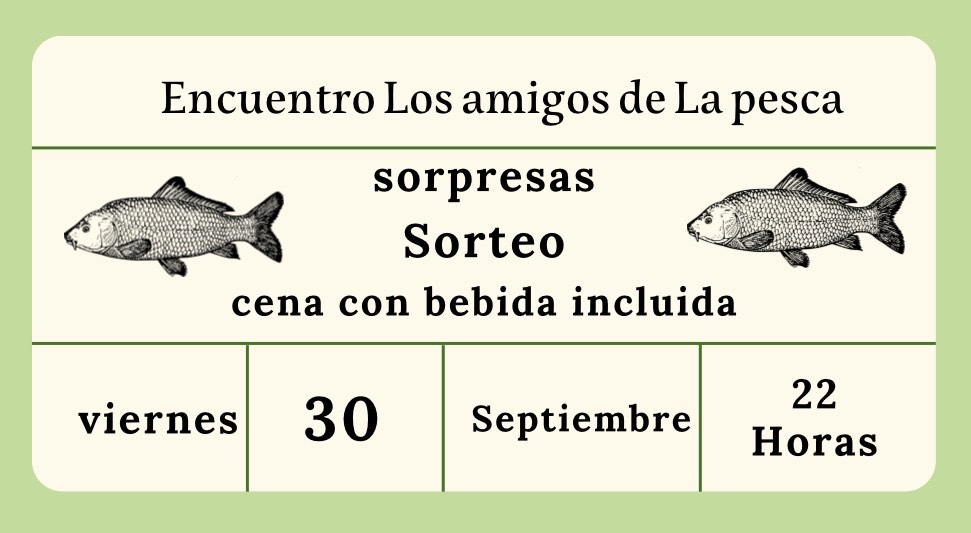 Encuentro Los amigos de La pesca
sorpresas
Sorteo
cena con bebida incluida
viernes
30
Septiembre
22
Horas